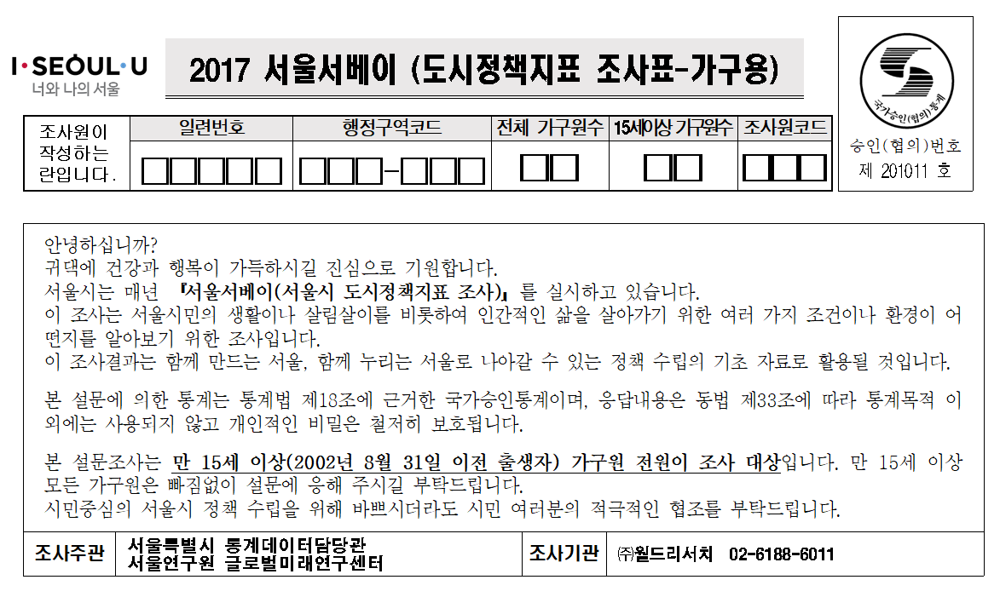 I·SEOUL·U
너와 나의 서울
2017 서울서베이 (도시정책지표 조사표-가구용)
국가승인(협의)통계
승인(협의)번호
제 201011 호
조사원이
작성하는
란입니다.
일련번호 행정구역코드 전체 가구원수 15세이상 가구원수 조사원코드
안녕하십니까?
귀댁에 건강과 행복이 가득하시길 진심으로 기원합니다.
서울시는 매년 『서울서베이(서울시 도시정책지표 조사)』를 실시하고 있습니다.
이 조사는 서울시민의 생활이나 살림살이를 비롯하여 인간적인 삶을 살아가기 위한 여러 가지 조건이나 환경이 어
떤지를 알아보기 위한 조사입니다.
이 조사결과는 함께 만드는 서울, 함께 누리는 서울로 나아갈 수 있는 정책 수립의 기초 자료로 활용될 것입니다.
본 설문에 의한 통계는 통계법 제18조에 근거한 국가승인통계이며, 응답내용은 동법 제33조에 따라 통계목적 이
외에는 사용되지 않고 개인적인 비밀은 철저히 보호됩니다.
본 설문조사는 만 15세 이상(2002년 8월 31일 이전 출생자) 가구원 전원이 조사 대상입니다. 만 15세 이상
모든 가구원은 빠짐없이 설문에 응해 주시길 부탁드립니다.
시민중심의 서울시 정책 수립을 위해 바쁘시더라도 시민 여러분의 적극적인 협조를 부탁드립니다.
조사주관
서울특별시 통계데이터담당관
서울연구원 글로벌미래연구센터
조사기관
㈜월드리서치 02-6188-6011